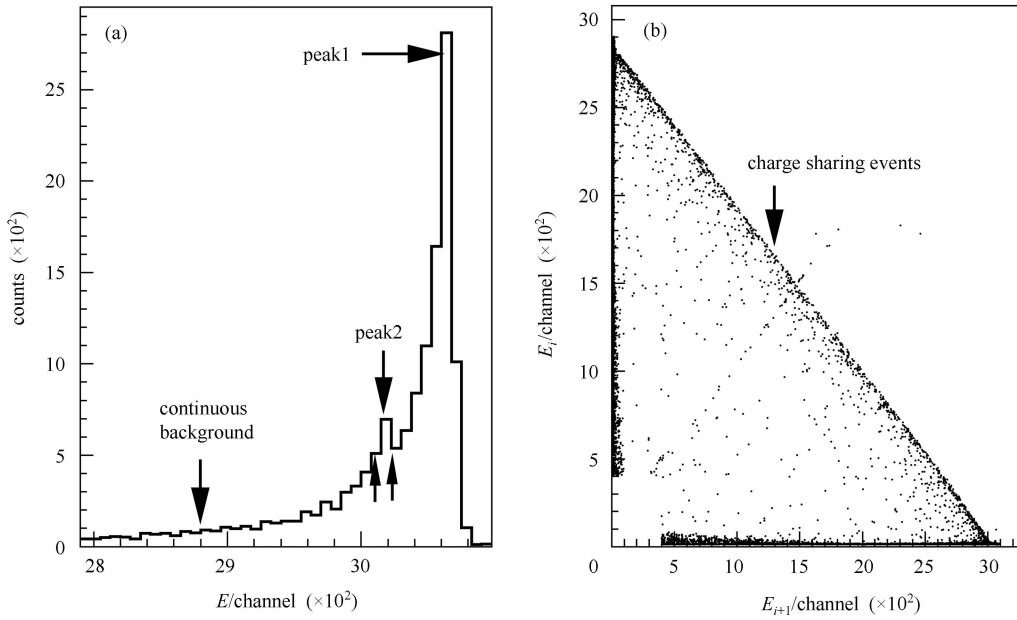 (a)
peak1
peak2
continuous
background
counts (×10²)
25
20
15
10
5
0
28
29
30
E/channel (×10²)
(b)
charge sharing events
E_i/channel (×10²)
30
25
20
15
10
5
0
5
10
15
20
25
30
E_{i+1}/channel (×10²)